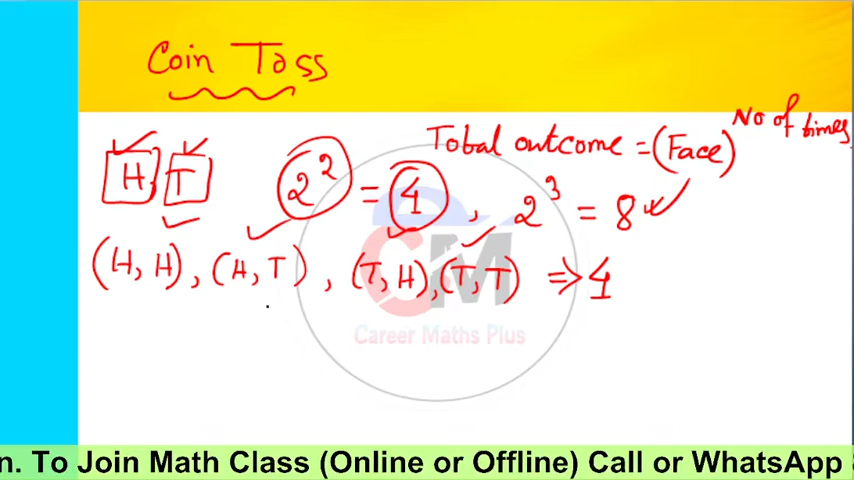 Coin Toss
Total outcome = (Face)^No of times
H, T 2² = 4, 2³ = 8
(H, H), (H, T), (T, H), (T, T) ⇒ 4
CM
Career Maths Plus
n. To Join Math Class (Online or Offline) Call or WhatsApp